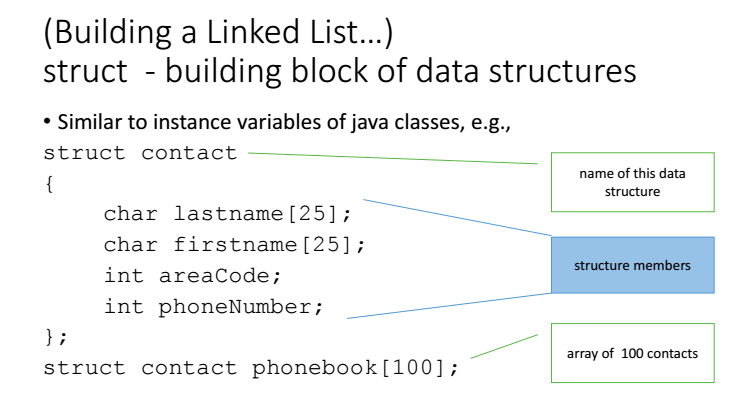 (Building a Linked List...)
struct - building block of data structures
• Similar to instance variables of java classes, e.g.,
struct contact
name of this data
structure
{
char lastname[25];
char firstname[25];
structure members
int areaCode;
int phoneNumber;
};
array of 100 contacts
struct contact phonebook[100];